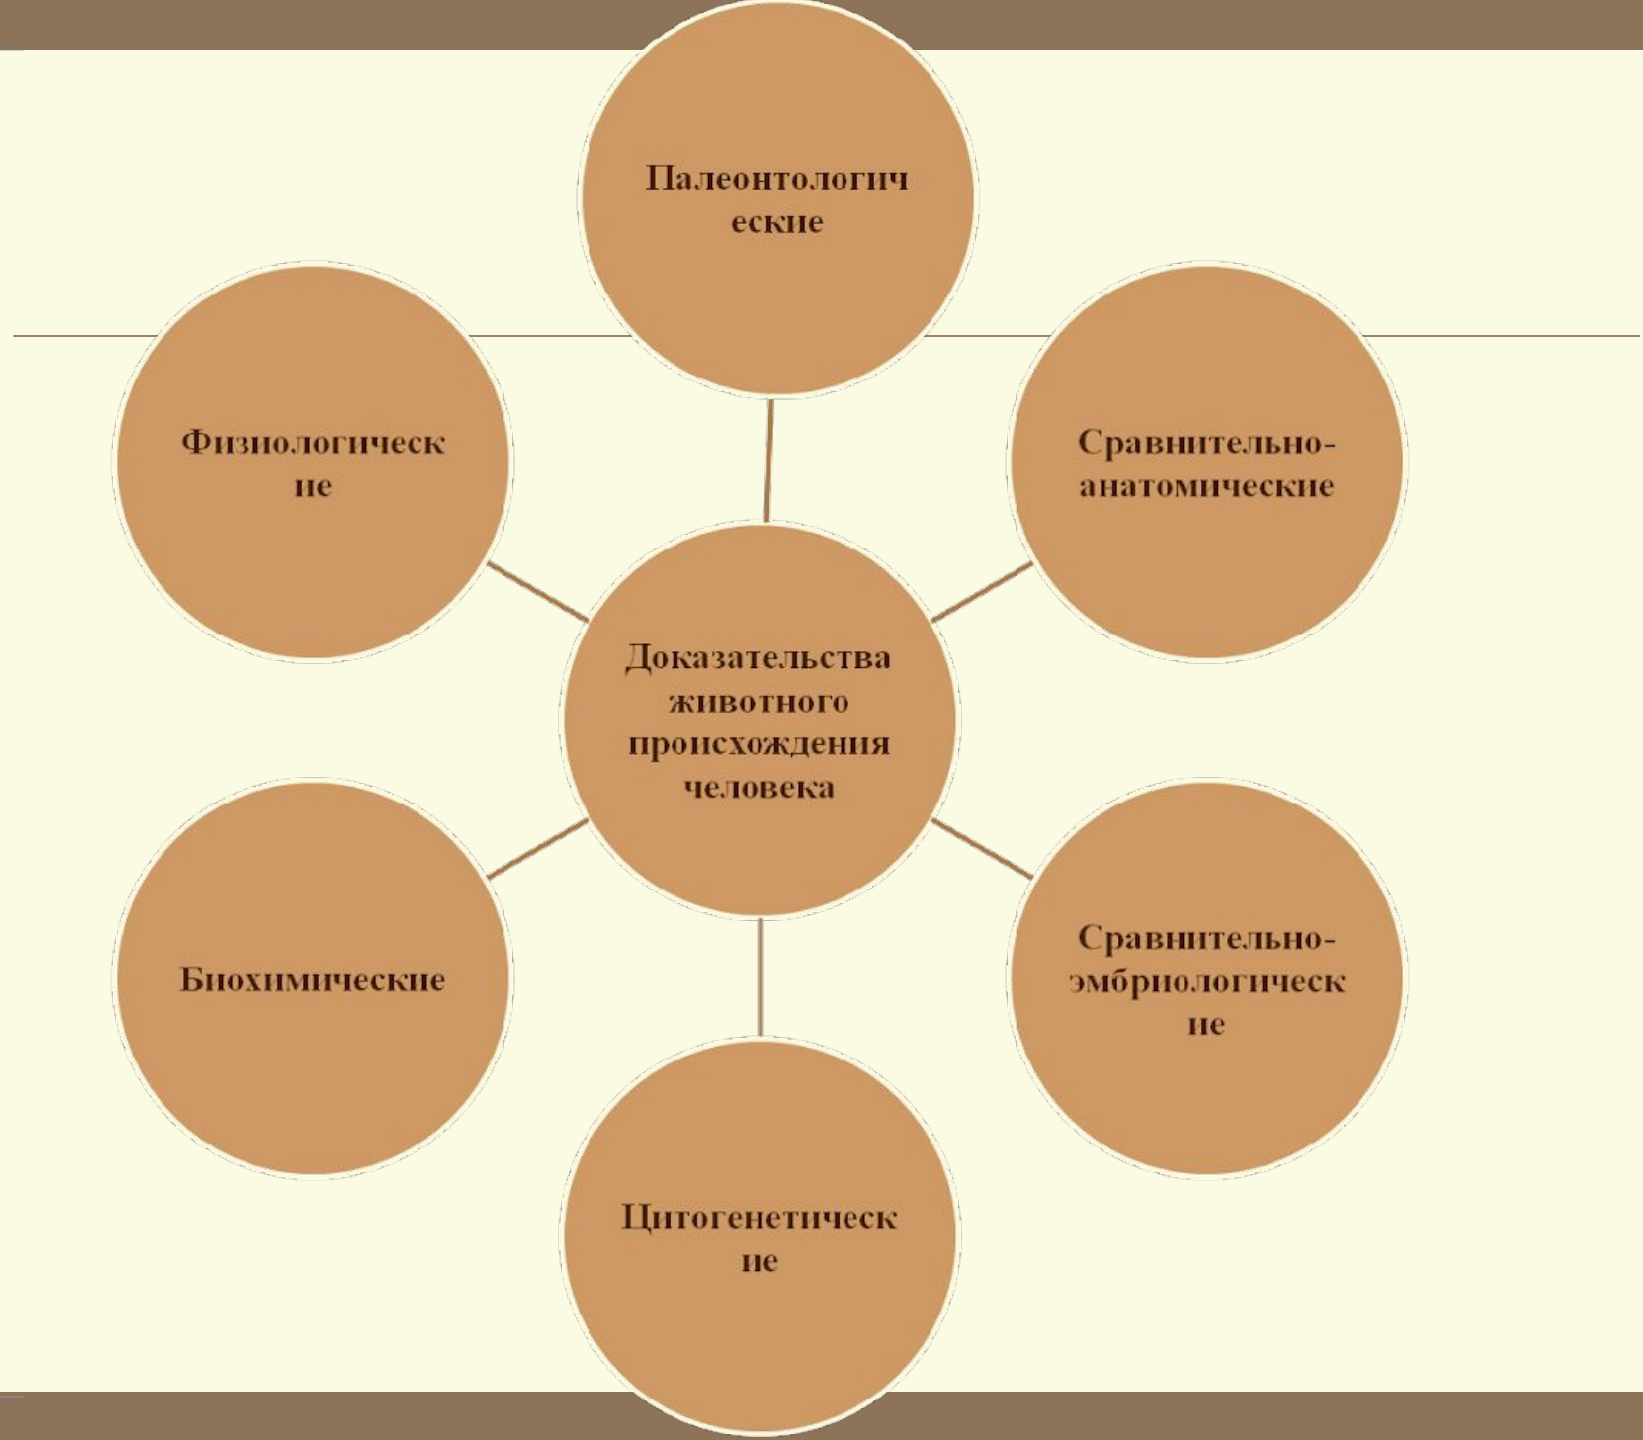 Палеонтологич
еские
Физиологическ
ие
Сравнительно-
анатомические
Доказательства
животного
происхождения
человека
Биохимические
Сравнительно-
эмбриологическ
ие
Цитогенетическ
ие